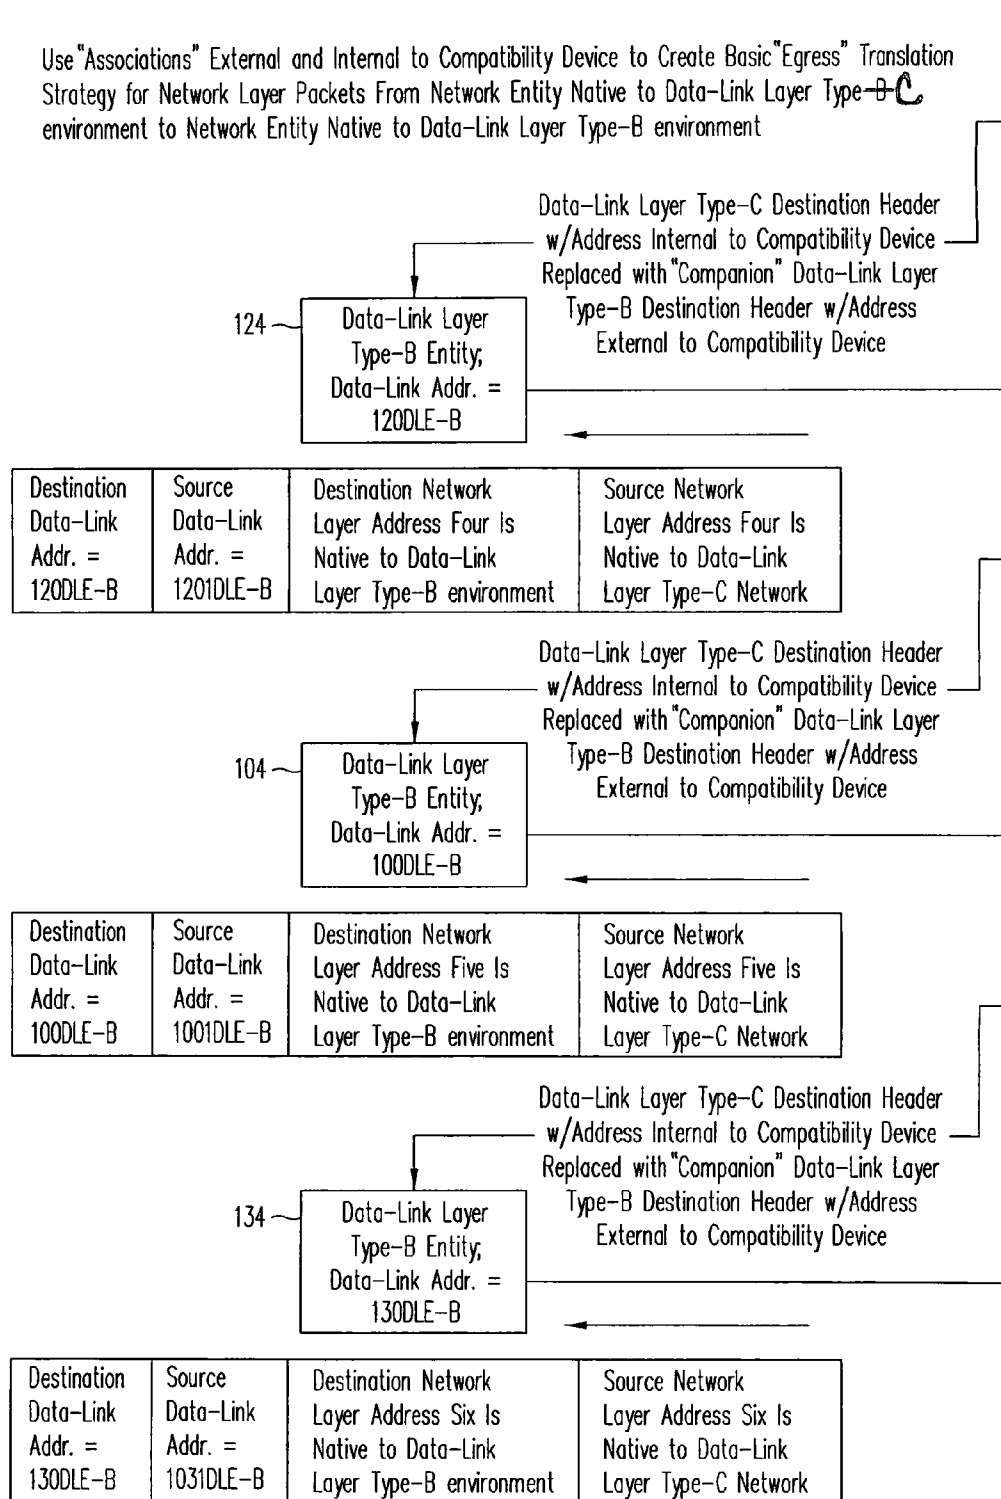 Use "Associations" External and Internal to Compatibility Device to Create Basic "Egress" Translation
Strategy for Network Layer Packets From Network Entity Native to Data-Link Layer Type-B C
environment to Network Entity Native to Data-Link Layer Type-B environment
Data-Link Layer Type-C Destination Header
w/Address Internal to Compatibility Device
Replaced with "Companion" Data-Link Layer
Type-B Destination Header w/Address
External to Compatibility Device
124
Data-Link Layer
Type-B Entity;
Data-Link Addr. =
120DLE-B
Destination
Data-Link
Addr. =
120DLE-B
Source
Data-Link
Addr. =
1201DLE-B
Destination Network
Layer Address Four Is
Native to Data-Link
Layer Type-B environment
Source Network
Layer Address Four Is
Native to Data-Link
Layer Type-C Network
Data-Link Layer Type-C Destination Header
w/Address Internal to Compatibility Device
Replaced with "Companion" Data-Link Layer
Type-B Destination Header w/Address
External to Compatibility Device
104
Data-Link Layer
Type-B Entity;
Data-Link Addr. =
100DLE-B
Destination
Data-Link
Addr. =
100DLE-B
Source
Data-Link
Addr. =
1001DLE-B
Destination Network
Layer Address Five Is
Native to Data-Link
Layer Type-B environment
Source Network
Layer Address Five Is
Native to Data-Link
Layer Type-C Network
Data-Link Layer Type-C Destination Header
w/Address Internal to Compatibility Device
Replaced with "Companion" Data-Link Layer
Type-B Destination Header w/Address
External to Compatibility Device
134
Data-Link Layer
Type-B Entity;
Data-Link Addr. =
130DLE-B
Destination
Data-Link
Addr. =
130DLE-B
Source
Data-Link
Addr. =
1031DLE-B
Destination Network
Layer Address Six Is
Native to Data-Link
Layer Type-B environment
Source Network
Layer Address Six Is
Native to Data-Link
Layer Type-C Network